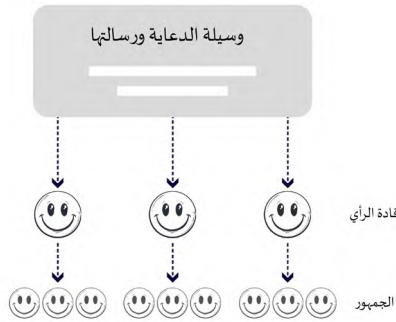 وسيلة الدعاية ورسالتها
قادة الرأي
الجمهور